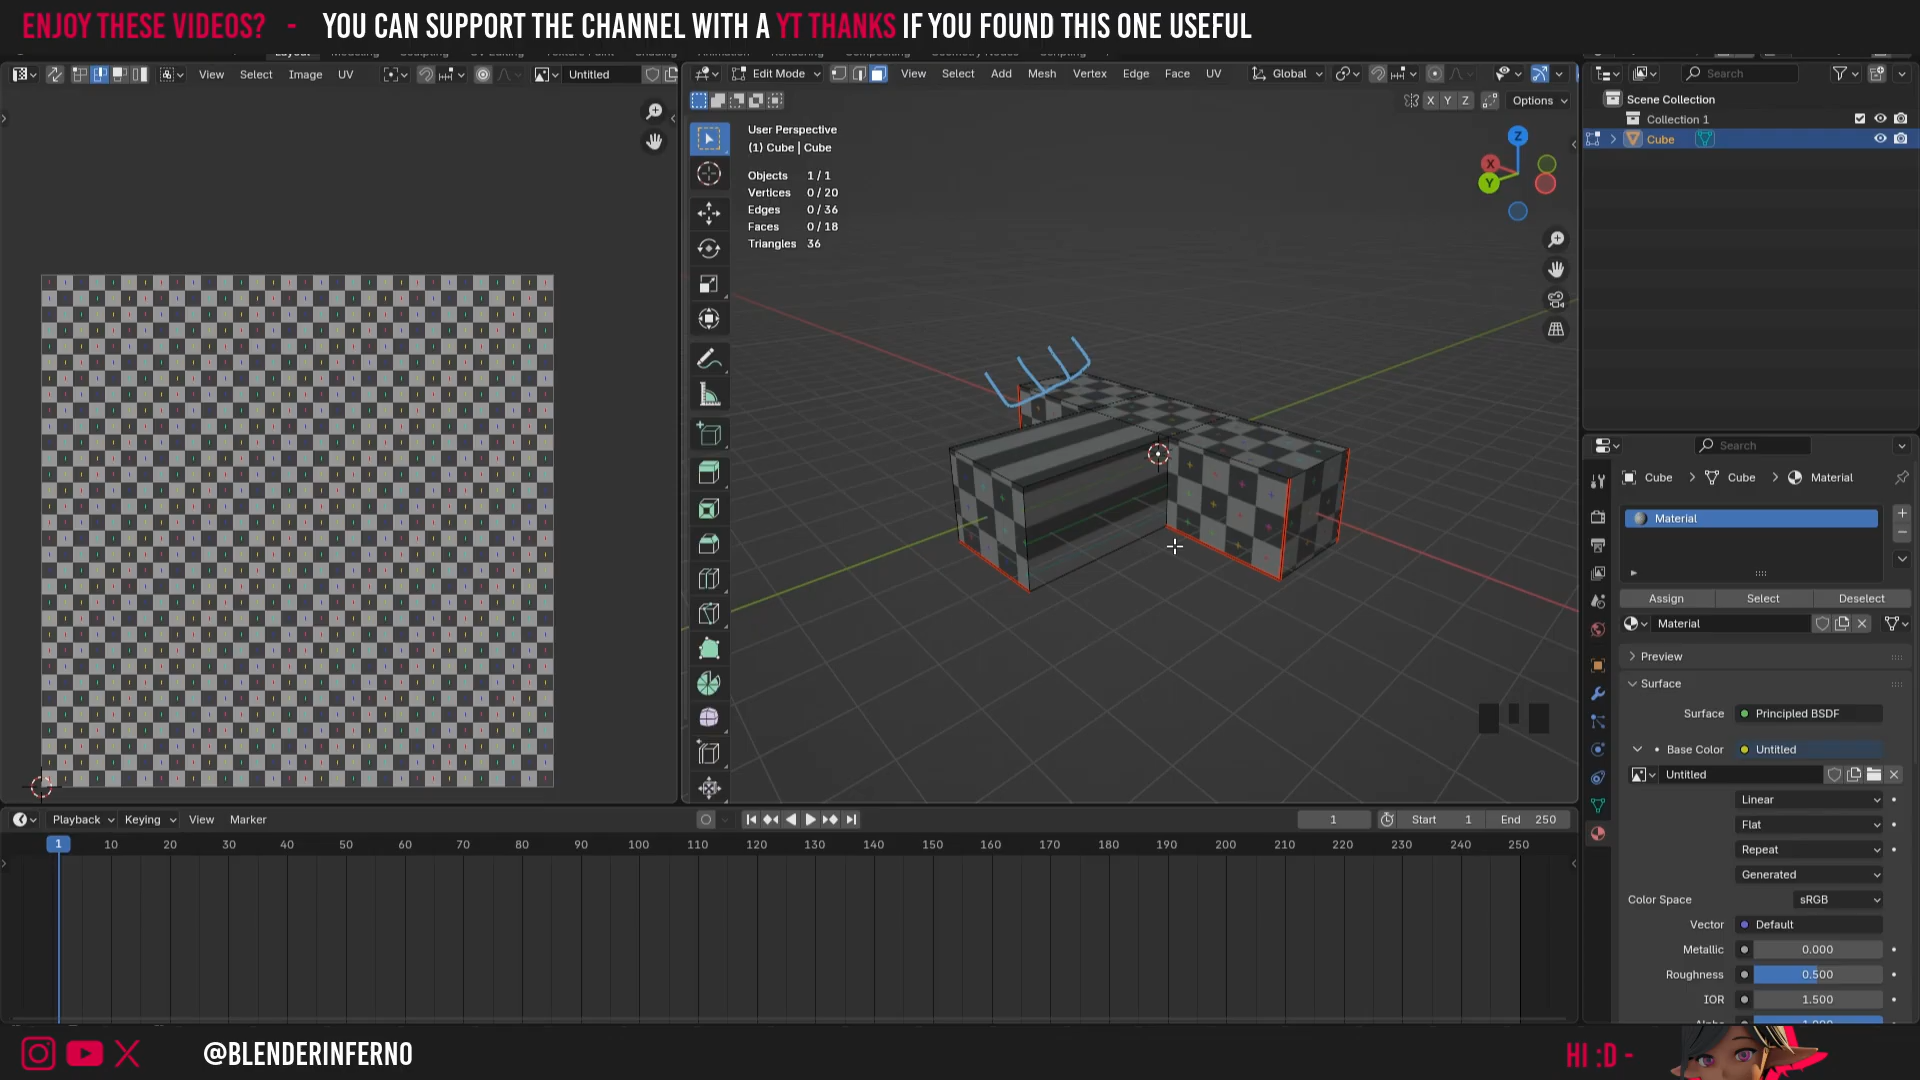 ENJOY THESE VIDEOS? - YOU CAN SUPPORT THE CHANNEL WITH A YT THANKS IF YOU FOUND THIS ONE USEFUL
View Select Image UV Untitled
Edit Mode View Select Add Mesh Vertex Edge Face UV Global
Search
X Y Z Options
Scene Collection
Collection 1
Cube
User Perspective
(1) Cube | Cube
Objects 1 / 1
Vertices 0 / 20
Edges 0 / 36
Faces 0 / 18
Triangles 36
Z
X
Y
Search
Cube > Cube > Material
Material
Assign Select Deselect
Material
Preview
Surface
Surface Principled BSDF
Base Color Untitled
Untitled
Linear
Flat
Repeat
Generated
Color Space sRGB
Vector Default
Metallic 0.000
Roughness 0.500
IOR 1.500
Playback Keying View Marker
1 Start 1 End 250
1 10 20 30 40 50 60 70 80 90 100 110 120 130 140 150 160 170 180 190 200 210 220 230 240 250
@BLENDERINFERNO
HI :D -